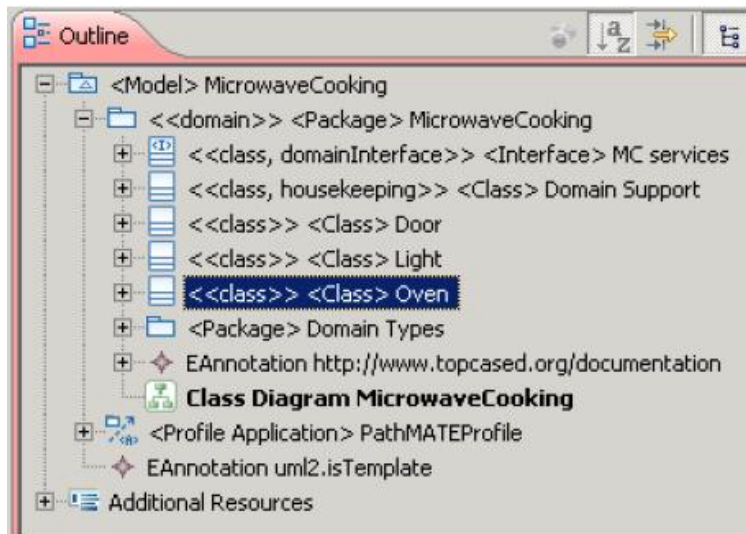 Outline
<Model> MicrowaveCooking
<<domain>> <Package> MicrowaveCooking
<<class, domainInterface>> <Interface> MC services
<<class, housekeeping>> <Class> Domain Support
<<class>> <Class> Door
<<class>> <Class> Light
<<class>> <Class> Oven
<Package> Domain Types
EAnnotation http://www.topcased.org/documentation
Class Diagram MicrowaveCooking
<Profile Application> PathMATEProfile
EAnnotation uml2.isTemplate
Additional Resources